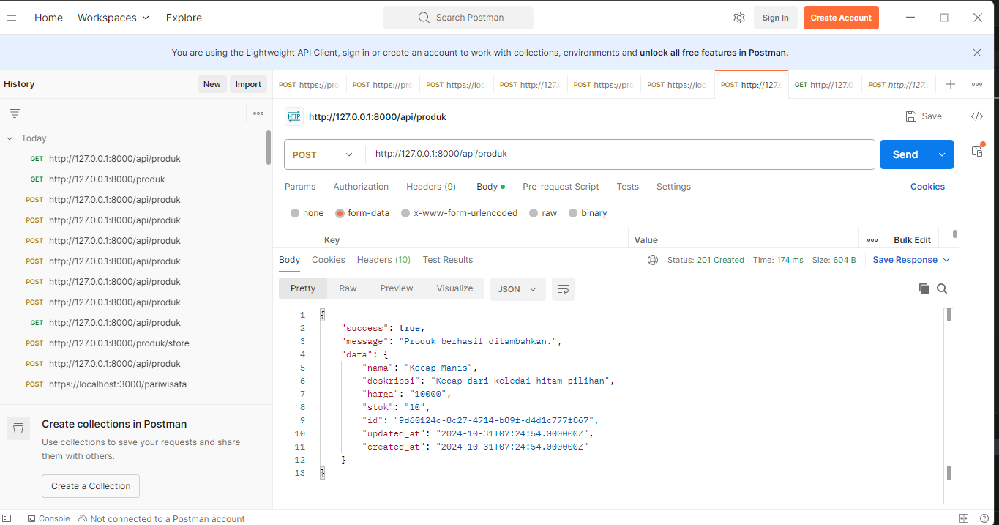 Home Workspaces Explore Search Postman Sign In Create Account
You are using the Lightweight API Client, sign in or create an account to work with collections, environments and unlock all free features in Postman.
History New Import
POST https://pro POST https://pro POST https://loc POST http://127.0 POST https://pro POST https://loc POST http://127.0 GET http://127.0.0 POST http://127.0
Today
GET http://127.0.0.1:8000/api/produk
GET http://127.0.0.1:8000/produk
POST http://127.0.0.1:8000/api/produk
POST http://127.0.0.1:8000/api/produk
POST http://127.0.0.1:8000/api/produk
POST http://127.0.0.1:8000/api/produk
POST http://127.0.0.1:8000/api/produk
POST http://127.0.0.1:8000/api/produk
GET http://127.0.0.1:8000/api/produk
POST http://127.0.0.1:8000/produk/store
POST http://127.0.0.1:8000/api/produk
POST https://localhost:3000/pariwisata
Create collections in Postman
Use collections to save your requests and share
them with others.
Create a Collection
HTTP http://127.0.0.1:8000/api/produk Save
POST http://127.0.0.1:8000/api/produk Send
Params Authorization Headers (9) Body Pre-request Script Tests Settings Cookies
none form-data x-www-form-urlencoded raw binary
Key Value Bulk Edit
Body Cookies Headers (10) Test Results Status: 201 Created Time: 174 ms Size: 604 B Save Response
Pretty Raw Preview Visualize JSON
1 {
2 "success": true,
3 "message": "Produk berhasil ditambahkan.",
4 "data": {
5 "nama": "Kecap Manis",
6 "deskripsi": "Kecap dari keledai hitam pilihan",
7 "harga": "10000",
8 "stok": "10",
9 "id": "9d60124c-8c27-4714-b89f-d4d1c777f867",
10 "updated_at": "2024-10-31T07:24:54.000000Z",
11 "created_at": "2024-10-31T07:24:54.000000Z"
12 }
13 }
Console Not connected to a Postman account